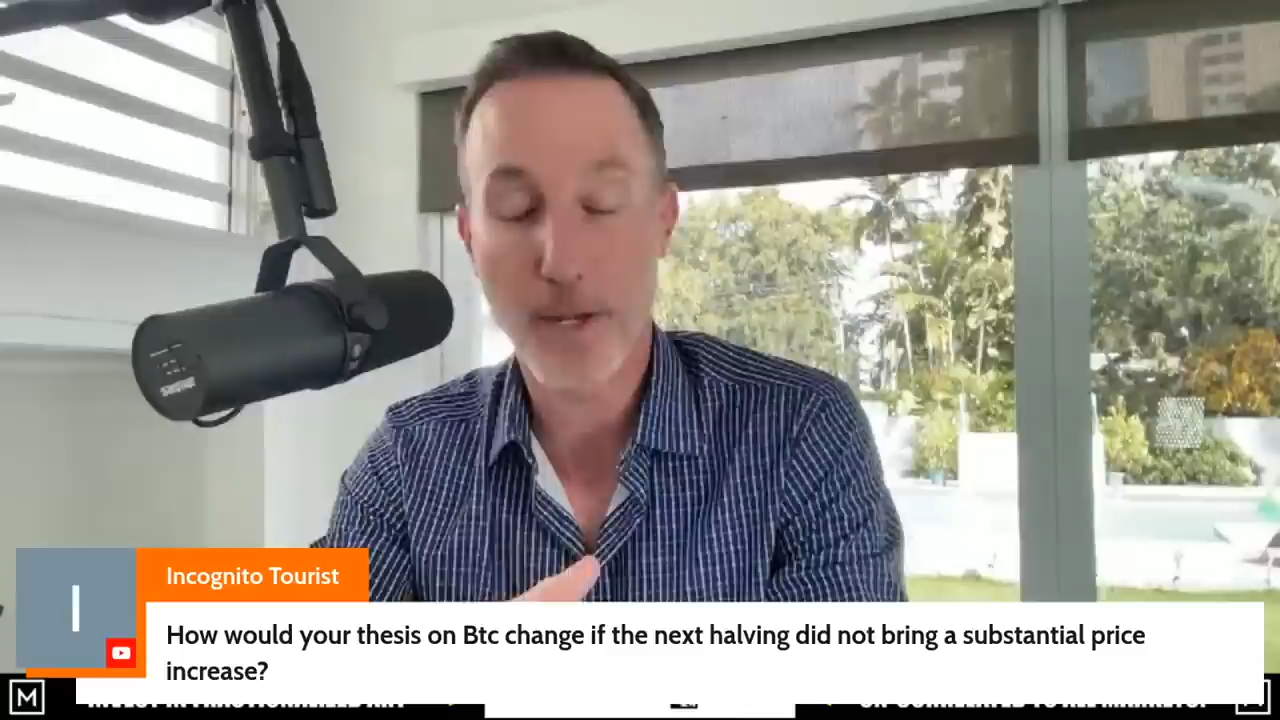 SHURE
I
Incognito Tourist
How would your thesis on Btc change if the next halving did not bring a substantial price
increase?
M
M